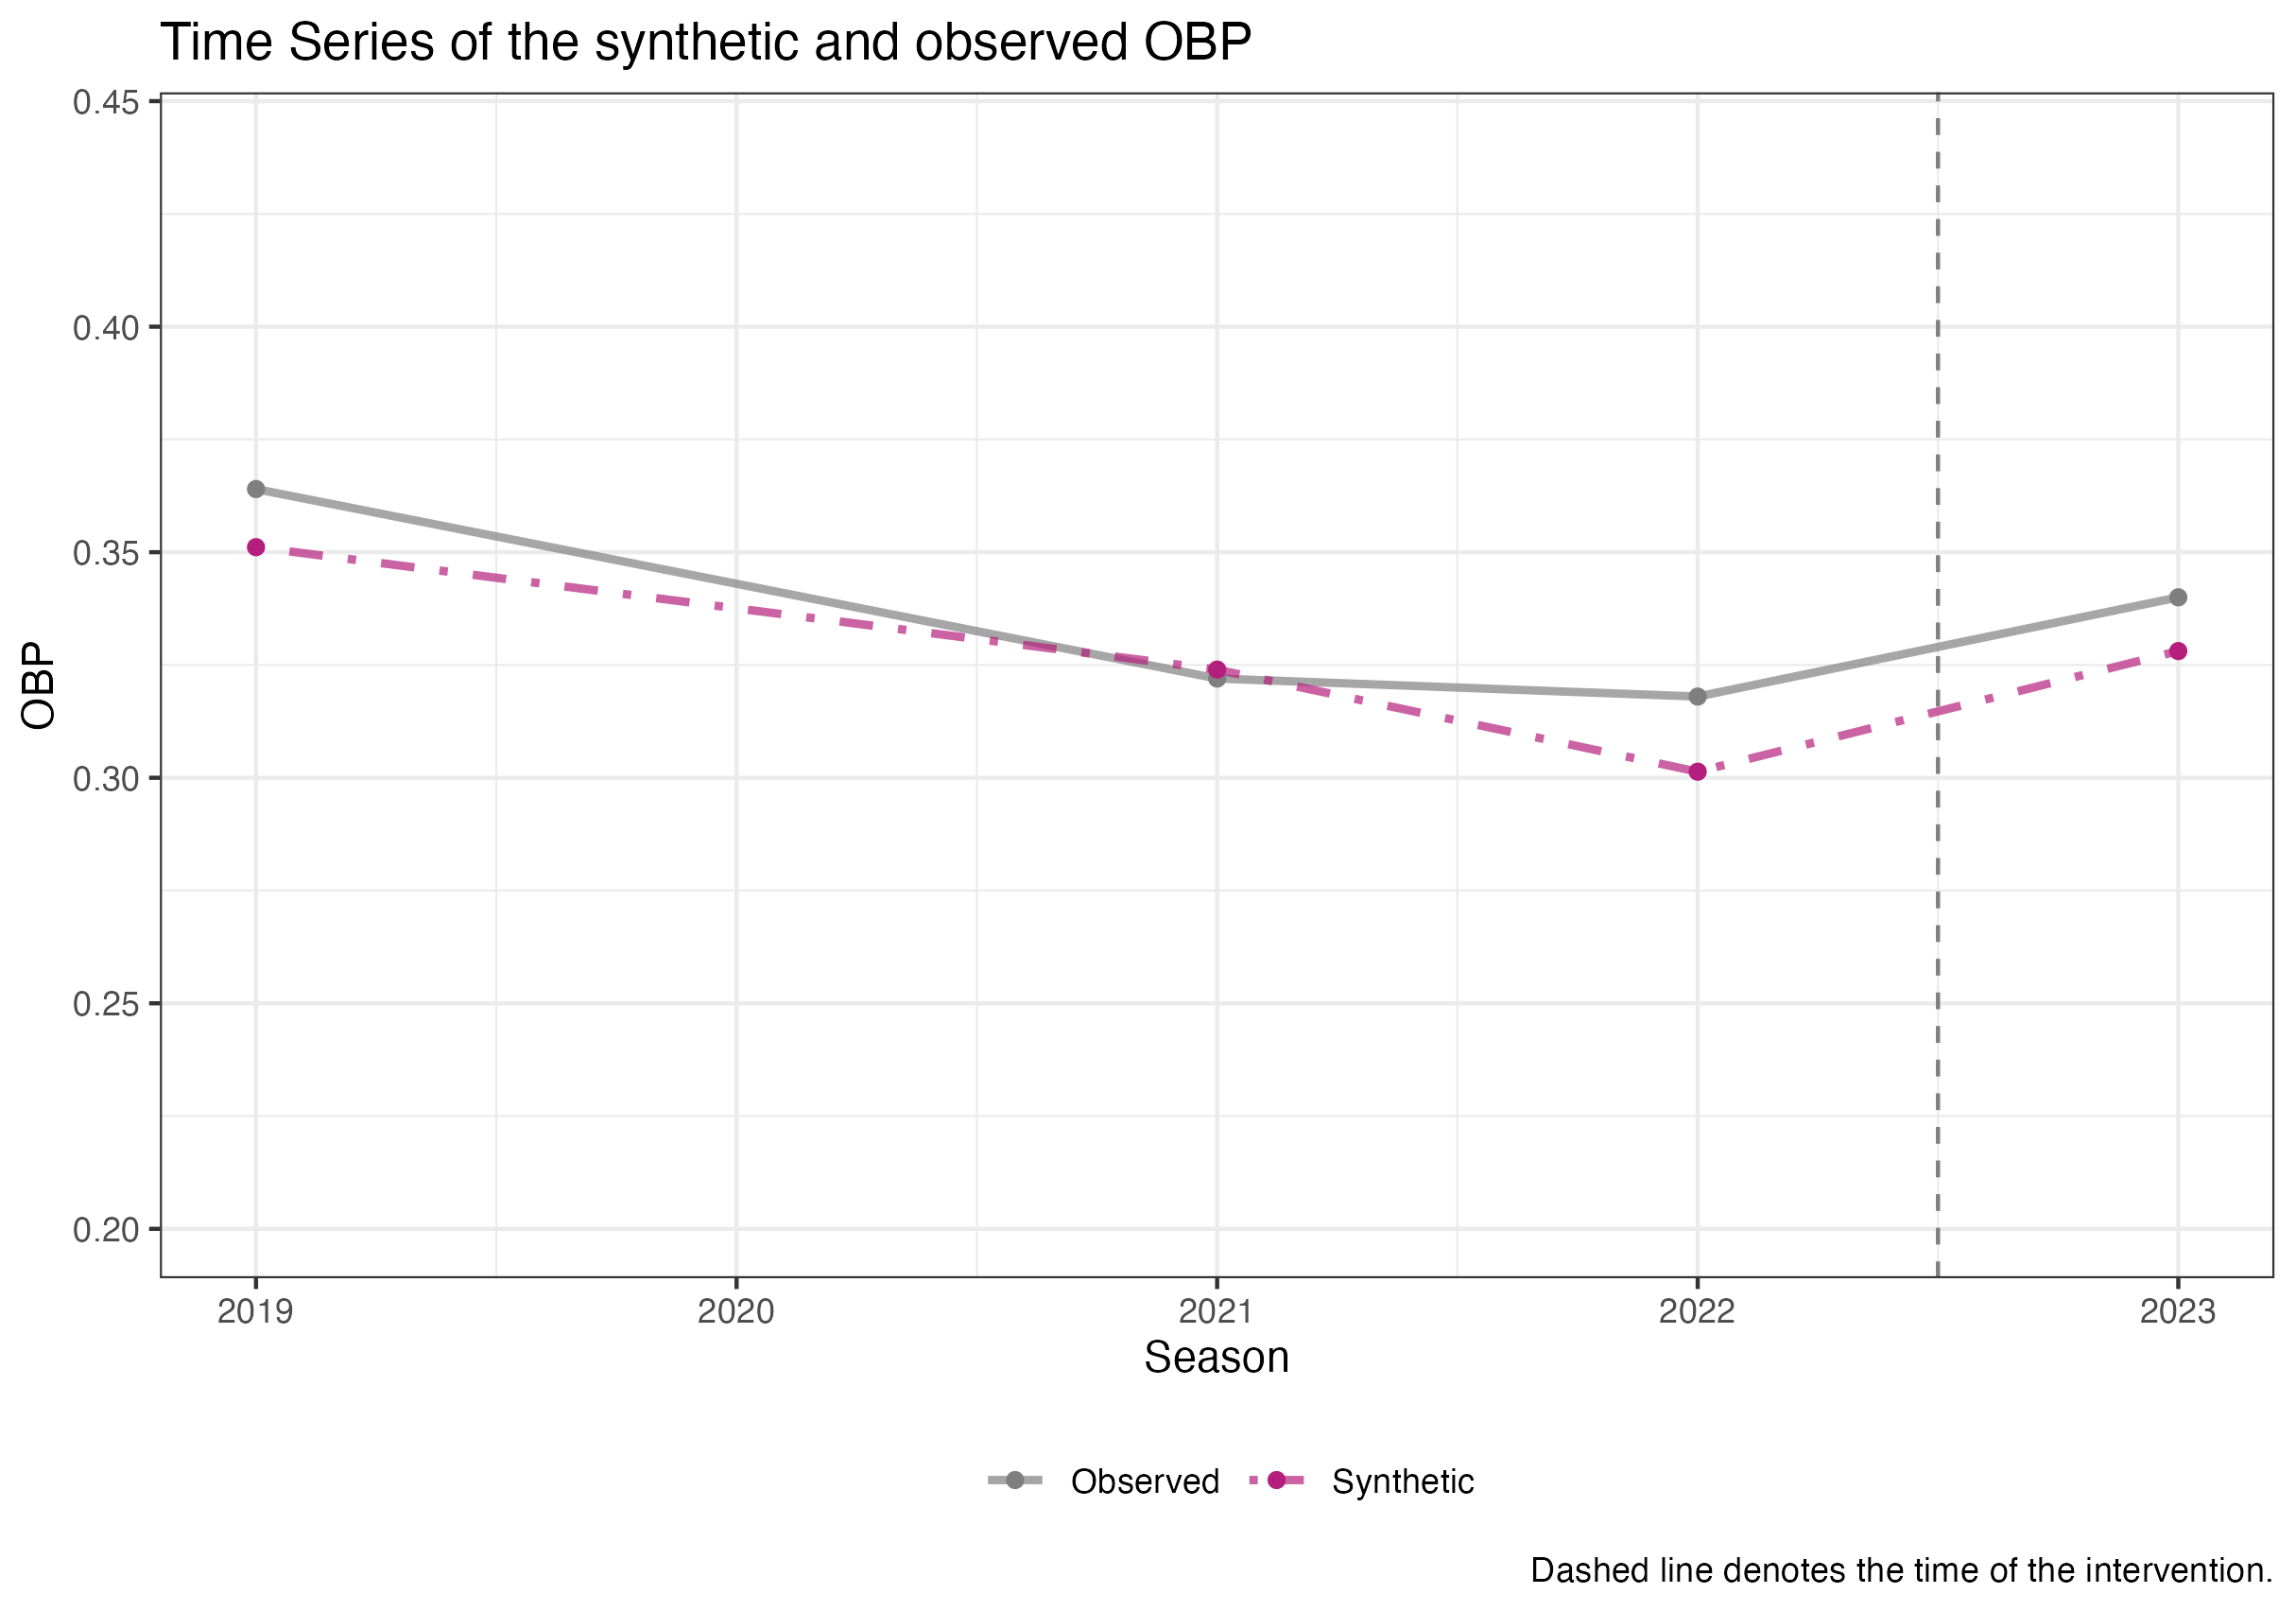 Time Series of the synthetic and observed OBP
0.45
0.40
0.35
0.30
0.25
0.20
OBP
2019 2020 2021 2022 2023
Season
Observed Synthetic
Dashed line denotes the time of the intervention.